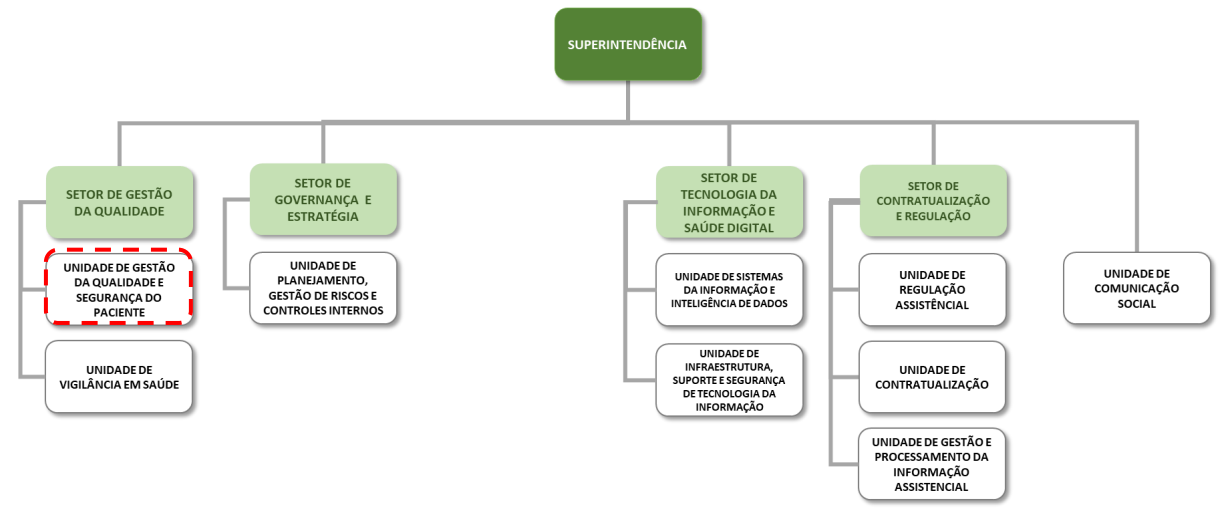 SUPERINTENDÊNCIA
SETOR DE GESTÃO
DA QUALIDADE
UNIDADE DE GESTÃO
DA QUALIDADE E
SEGURANÇA DO
PACIENTE
UNIDADE DE
VIGILÂNCIA EM SAÚDE
SETOR DE
GOVERNANÇA E
ESTRATÉGIA
UNIDADE DE
PLANEJAMENTO,
GESTÃO DE RISCOS E
CONTROLES INTERNOS
SETOR DE
TECNOLOGIA DA
INFORMAÇÃO E
SAÚDE DIGITAL
UNIDADE DE SISTEMAS
DA INFORMAÇÃO E
INTELIGÊNCIA DE DADOS
UNIDADE DE
INFRAESTRUTURA,
SUPORTE E SEGURANÇA
DE TECNOLOGIA DA
INFORMAÇÃO
SETOR DE
CONTRATUALIZAÇÃO
E REGULAÇÃO
UNIDADE DE
REGULAÇÃO
ASSISTÊNCIAL
UNIDADE DE
CONTRATUALIZAÇÃO
UNIDADE DE GESTÃO E
PROCESSAMENTO DA
INFORMAÇÃO
ASSISTENCIAL
UNIDADE DE
COMUNICAÇÃO
SOCIAL